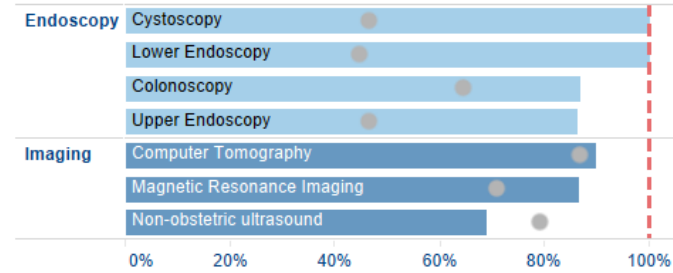 Endoscopy Cystoscopy
Lower Endoscopy
Colonoscopy
Upper Endoscopy
Imaging Computer Tomography
Magnetic Resonance Imaging
Non-obstetric ultrasound
0% 20% 40% 60% 80% 100%